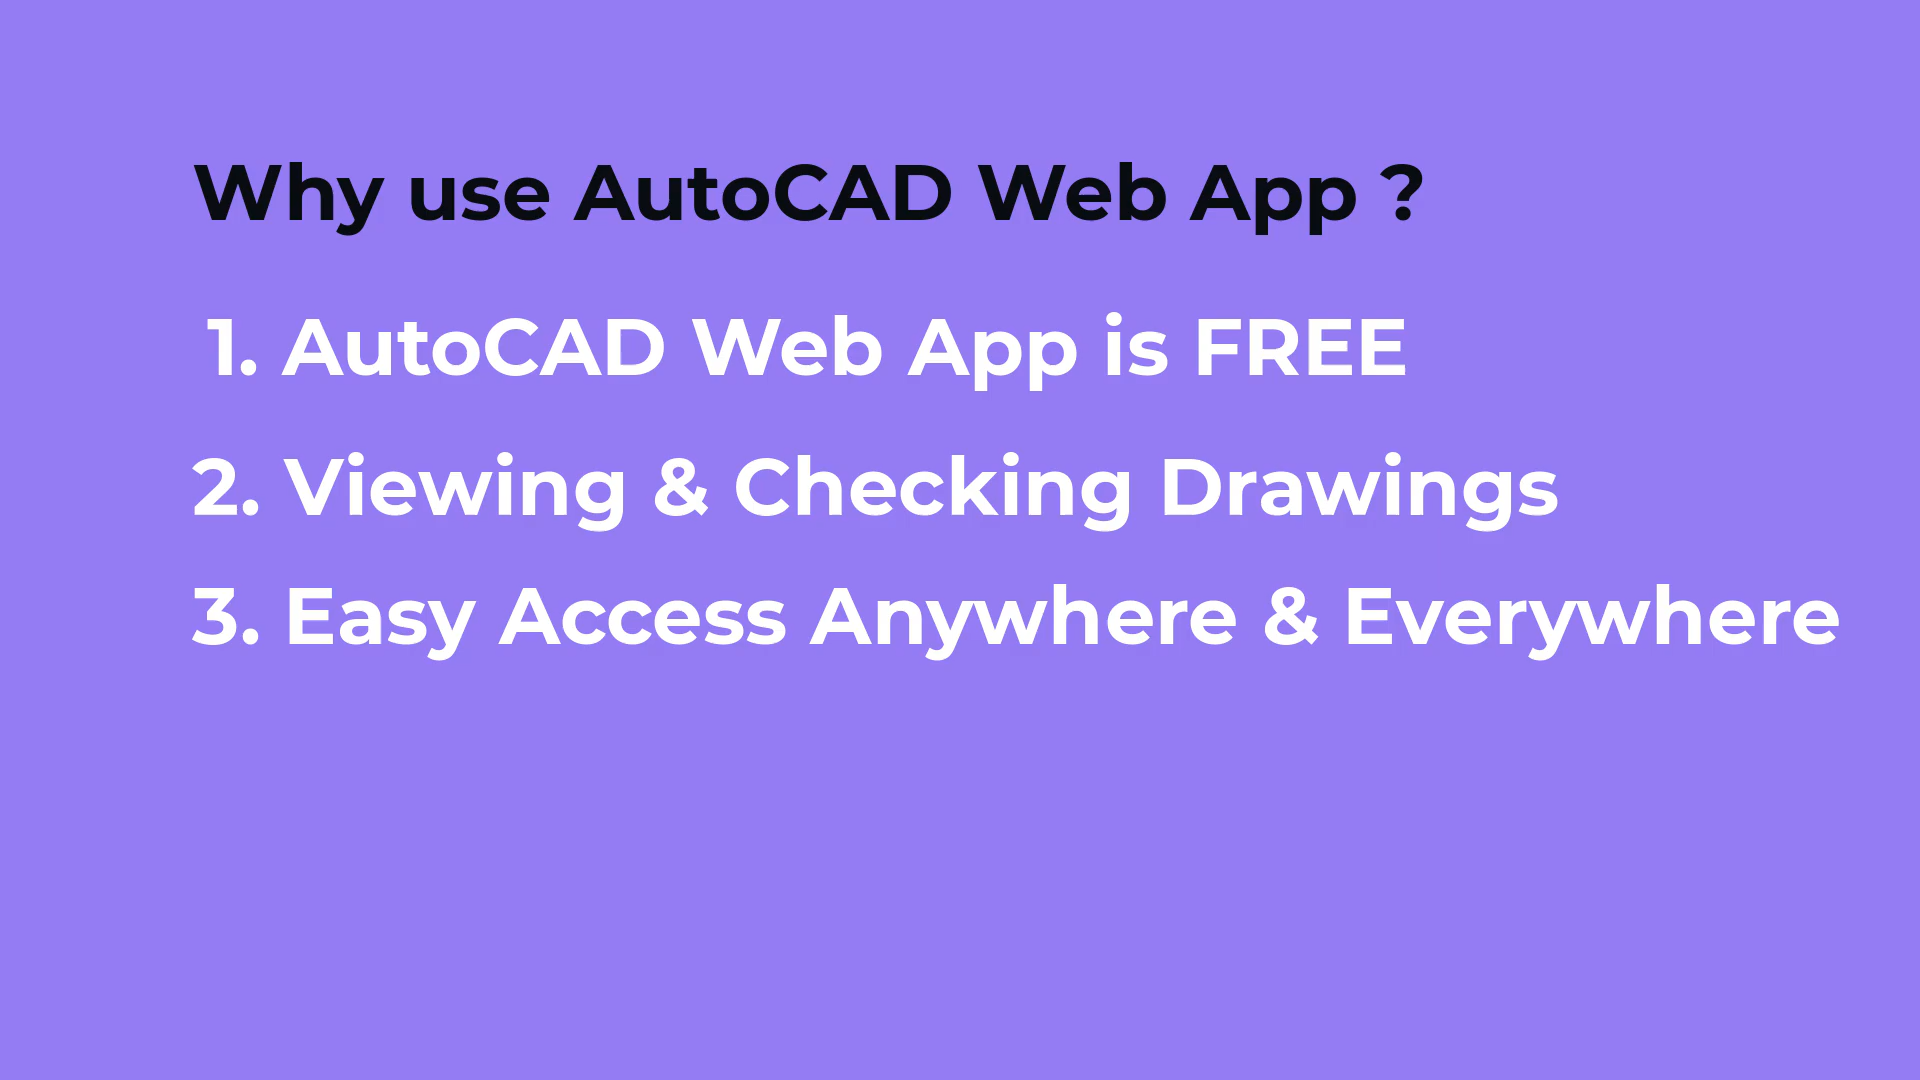 Why use AutoCAD Web App ?
1. AutoCAD Web App is FREE
2. Viewing & Checking Drawings
3. Easy Access Anywhere & Everywhere